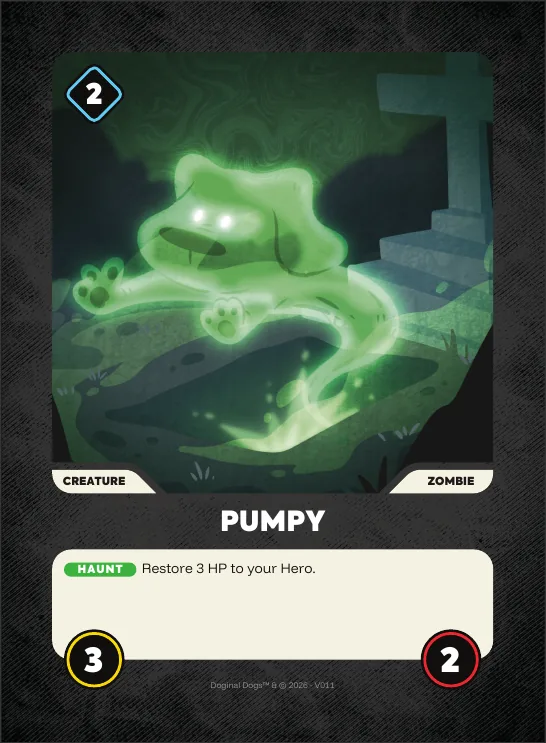 2
CREATURE
ZOMBIE
PUMPY
HAUNT Restore 3 HP to your Hero.
3
2
Doginal Dogs™ & © 2026 - V011